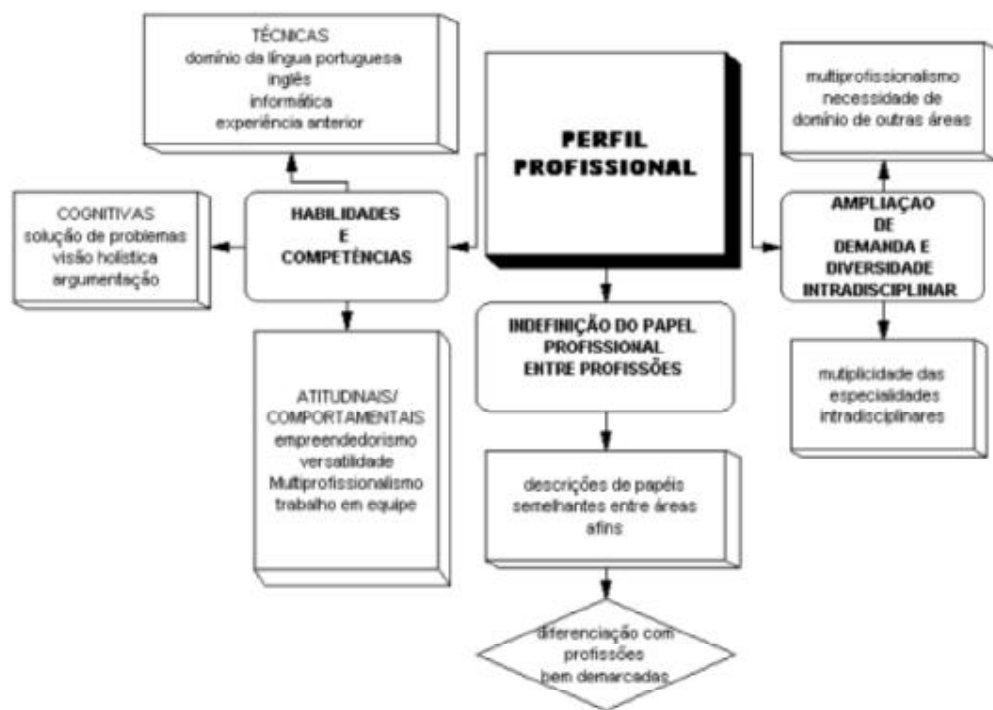 TÉCNICAS
domínio da língua portuguesa
inglês
informática
experiência anterior
PERFIL
PROFISSIONAL
multiprofissionalismo
necessidade de
domínio de outras áreas
COGNITIVAS
solução de problemas
visão holística
argumentação
HABILIDADES
E
COMPETÊNCIAS
AMPLIAÇÃO
DE
DEMANDA E
DIVERSIDADE
INTRADISCIPLINAR
INDEFINIÇÃO DO PAPEL
PROFISSIONAL
ENTRE PROFISSÕES
ATITUDINAIS/
COMPORTAMENTAIS
empreendedorismo
versatilidade
Multiprofissionalismo
trabalho em equipe
mutiplicidade das
especialidades
intradisciplinares
descrições de papéis
semelhantes entre áreas
afins
diferenciação com
profissões
bem demarcadas